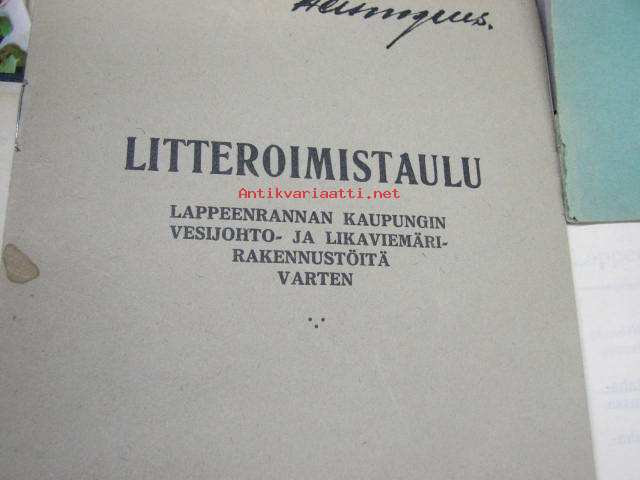 LITTEROIMISTAULU
Antikvariaatti.net
LAPPEENRANNAN KAUPUNGIN
VESIJOHTO- JA LIKAVIEMÄRI-
RAKENNUSTÖITÄ
VARTEN